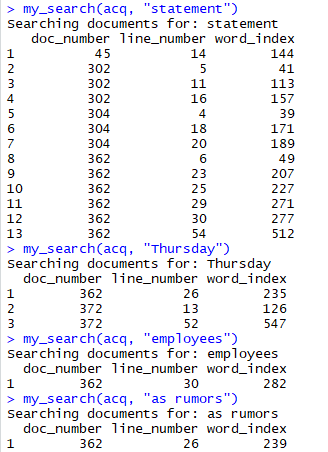 > my_search(acq, "statement")
Searching documents for: statement
doc_number line_number word_index
1 45 14 144
2 302 5 41
3 302 11 113
4 302 16 157
5 304 4 39
6 304 18 171
7 304 20 189
8 362 6 49
9 362 23 207
10 362 25 227
11 362 29 271
12 362 30 277
13 362 54 512
> my_search(acq, "Thursday")
Searching documents for: Thursday
doc_number line_number word_index
1 362 26 235
2 372 13 126
3 372 52 547
> my_search(acq, "employees")
Searching documents for: employees
doc_number line_number word_index
1 362 30 282
> my_search(acq, "as rumors")
Searching documents for: as rumors
doc_number line_number word_index
1 362 26 239